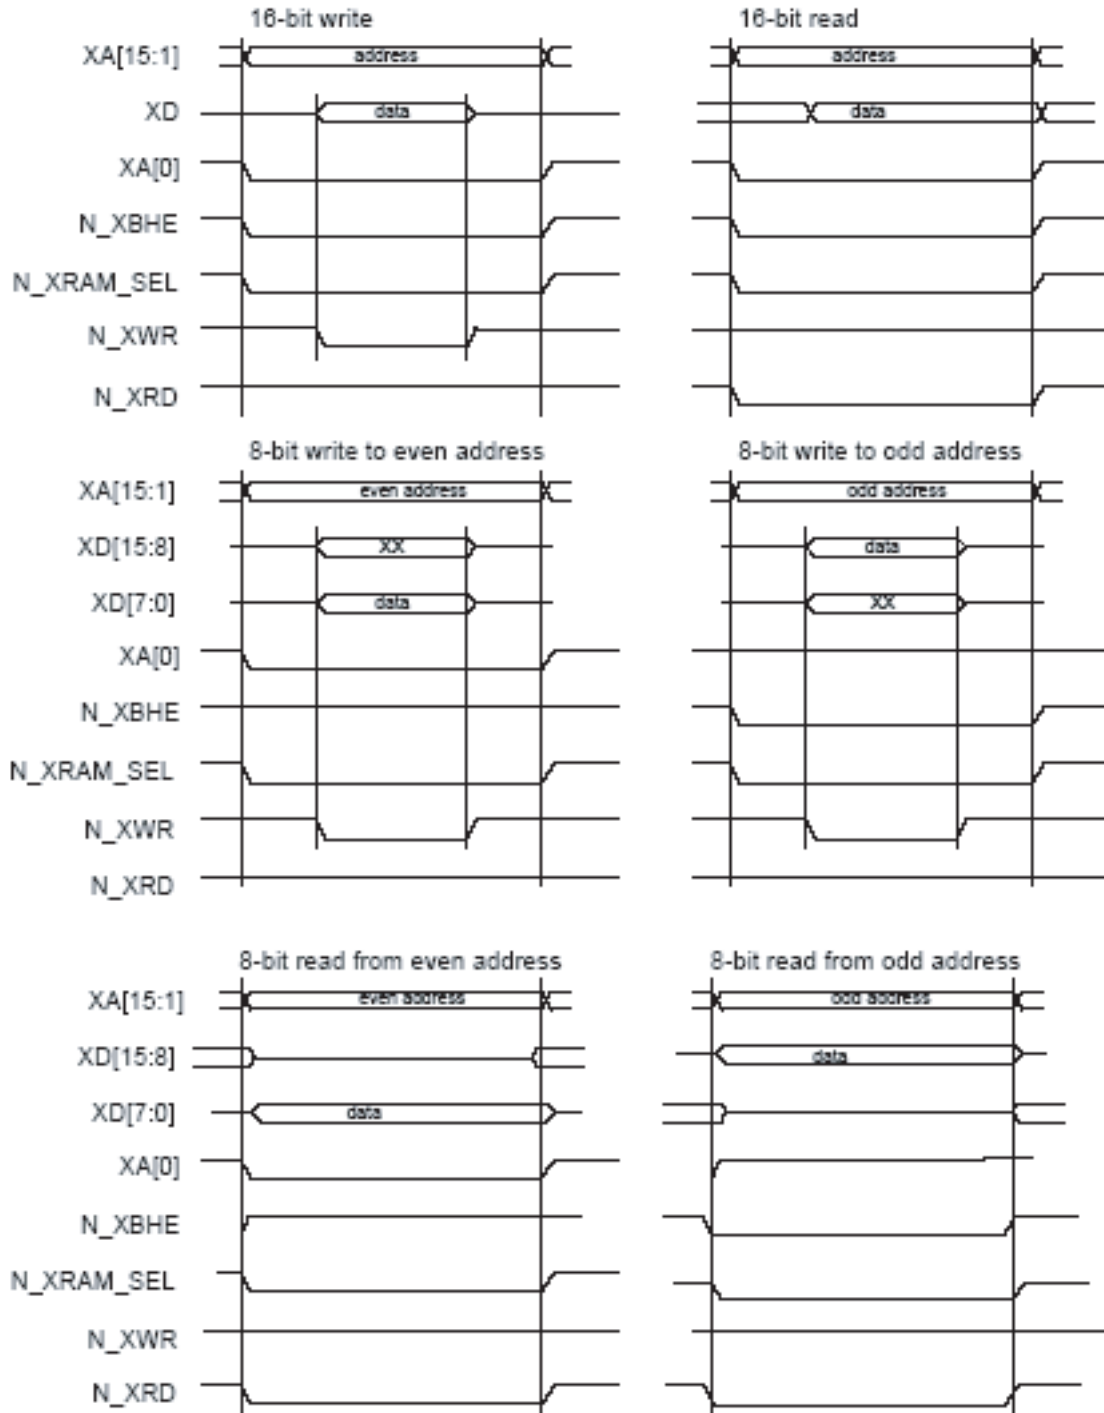 16-bit write 16-bit read
XA[15:1] address address
XD data data
XA[0]
N_XBHE
N_XRAM_SEL
N_XWR
N_XRD
8-bit write to even address 8-bit write to odd address
XA[15:1] even address odd address
XD[15:8] XX data
XD[7:0] data XX
XA[0]
N_XBHE
N_XRAM_SEL
N_XWR
N_XRD
8-bit read from even address 8-bit read from odd address
XA[15:1] even address odd address
XD[15:8] data
XD[7:0] data
XA[0]
N_XBHE
N_XRAM_SEL
N_XWR
N_XRD